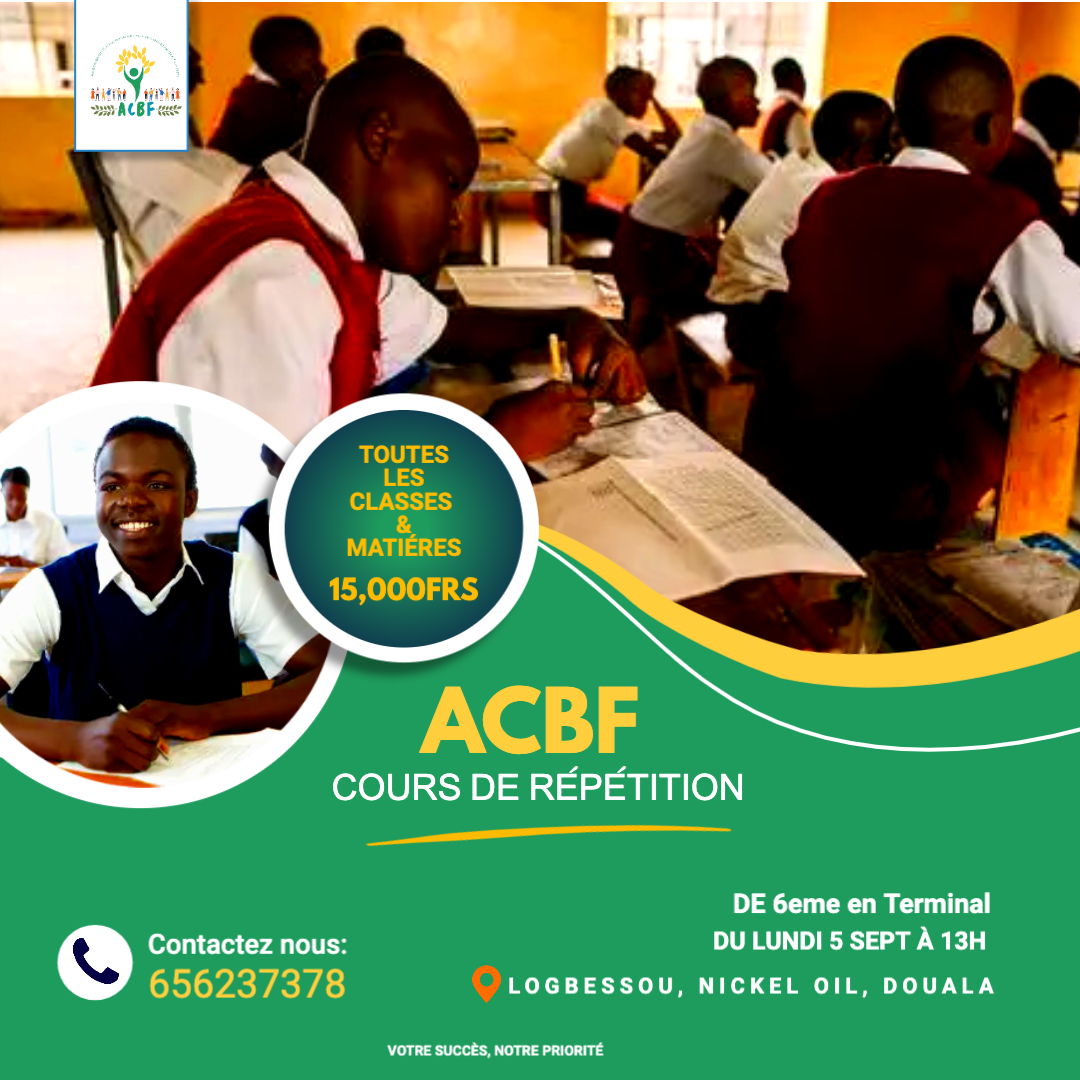 ACBF
TOUTES
LES
CLASSES
&
MATIÉRES
15,000FRS
ACBF
COURS DE RÉPÉTITION
DE 6eme en Terminal
DU LUNDI 5 SEPT À 13H
LOGBESSOU, NICKEL OIL, DOUALA
Contactez nous:
656237378
VOTRE SUCCÈS, NOTRE PRIORITÉ